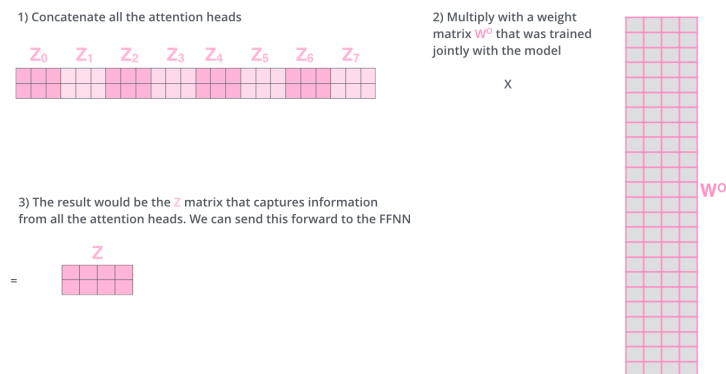 1) Concatenate all the attention heads
Z0 Z1 Z2 Z3 Z4 Z5 Z6 Z7
2) Multiply with a weight
matrix W^O that was trained
jointly with the model
X
W^O
3) The result would be the Z matrix that captures information
from all the attention heads. We can send this forward to the FFNN
Z
=